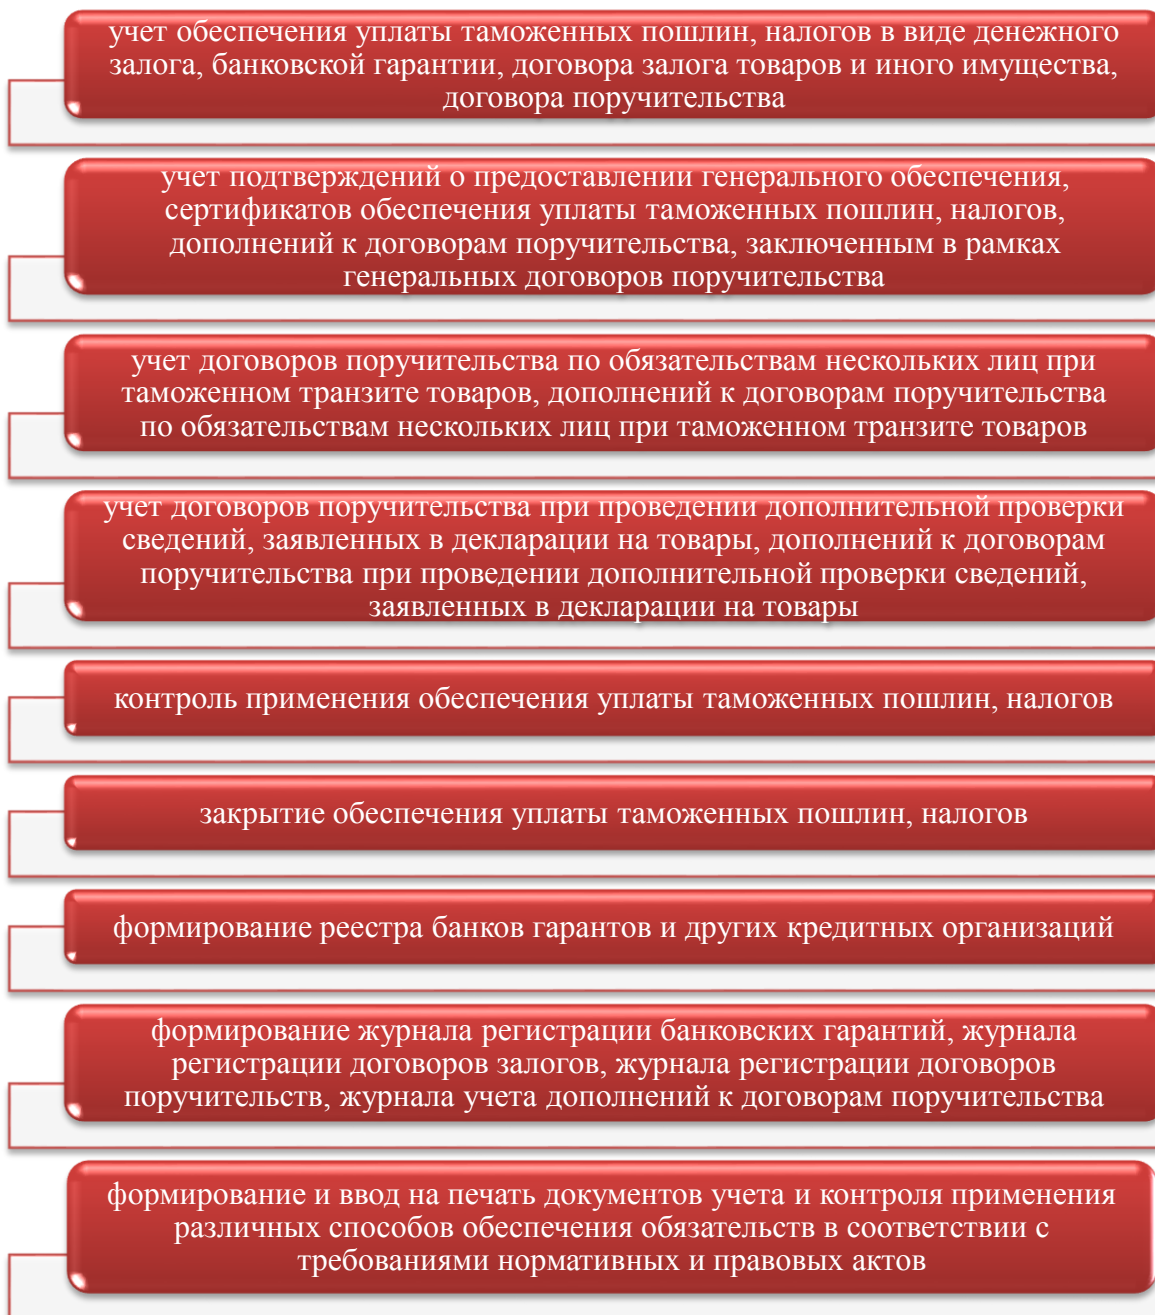 учет обеспечения уплаты таможенных пошлин, налогов в виде денежного
залога, банковской гарантии, договора залога товаров и иного имущества,
договора поручительства
учет подтверждений о предоставлении генерального обеспечения,
сертификатов обеспечения уплаты таможенных пошлин, налогов,
дополнений к договорам поручительства, заключенным в рамках
генеральных договоров поручительства
учет договоров поручительства по обязательствам нескольких лиц при
таможенном транзите товаров, дополнений к договорам поручительства
по обязательствам нескольких лиц при таможенном транзите товаров
учет договоров поручительства при проведении дополнительной проверки
сведений, заявленных в декларации на товары, дополнений к договорам
поручительства при проведении дополнительной проверки сведений,
заявленных в декларации на товары
контроль применения обеспечения уплаты таможенных пошлин, налогов
закрытие обеспечения уплаты таможенных пошлин, налогов
формирование реестра банков гарантов и других кредитных организаций
формирование журнала регистрации банковских гарантий, журнала
регистрации договоров залогов, журнала регистрации договоров
поручительств, журнала учета дополнений к договорам поручительства
формирование и ввод на печать документов учета и контроля применения
различных способов обеспечения обязательств в соответствии с
требованиями нормативных и правовых актов